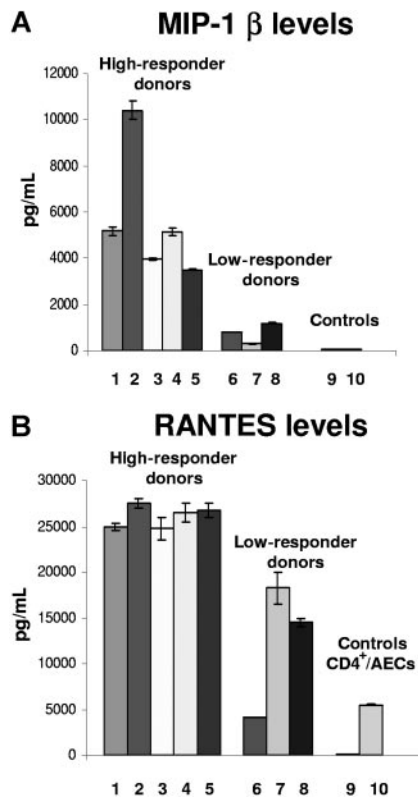 A
MIP-1 β levels
High-responder
donors
12000
10000
8000
6000
4000
2000
0
pg/mL
Low-responder
donors
Controls
1 2 3 4 5 6 7 8 9 10
B
RANTES levels
High-responder
donors
30000
25000
20000
15000
10000
5000
0
pg/mL
Low-responder
donors
Controls
CD4⁺/AECs
1 2 3 4 5 6 7 8 9 10